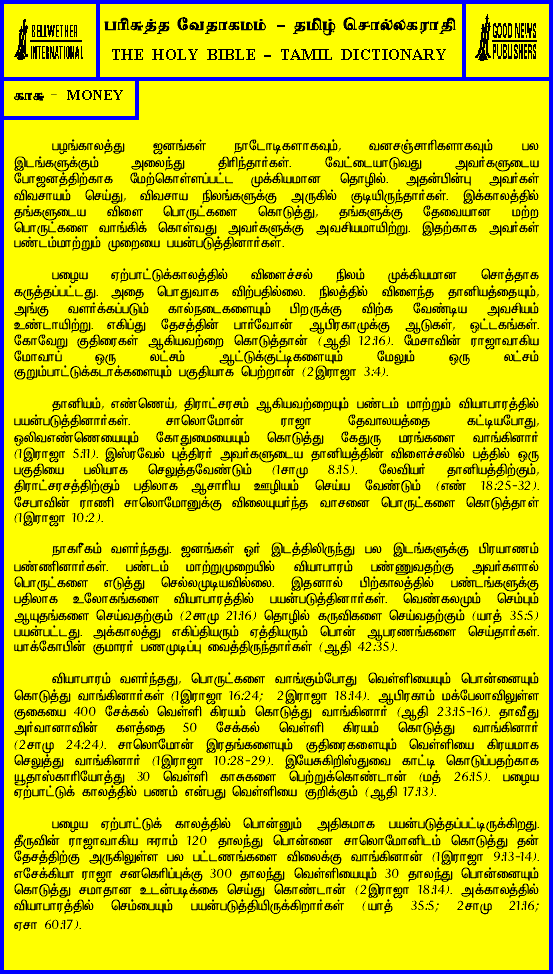 BELLWETHER
INTERNATIONAL
பரிசுத்த வேதாகமம் - தமிழ் சொல்லகராதி
THE HOLY BIBLE - TAMIL DICTIONARY
GOOD NEWS
PUBLISHERS
காசு - MONEY
பழங்காலத்து ஜனங்கள் நாடோடிகளாகவும், வனசஞ்சாரிகளாகவும் பல
இடங்களுக்கும் அலைந்து திரிந்தார்கள். வேட்டையாடுவது அவர்களுடைய
போஜனத்திற்காக மேற்கொள்ளப்பட்ட முக்கியமான தொழில். அதன்பின்பு அவர்கள்
விவசாயம் செய்து, விவசாய நிலங்களுக்கு அருகில் குடியிருந்தார்கள். இக்காலத்தில்
தங்களுடைய விளை பொருட்களை கொடுத்து, தங்களுக்கு தேவையான மற்ற
பொருட்களை வாங்கிக் கொள்வது அவர்களுக்கு அவசியமாயிற்று. இதற்காக அவர்கள்
பண்டம்மாற்றும் முறையை பயன்படுத்தினார்கள்.
பழைய ஏற்பாட்டுக்காலத்தில் விளைச்சல் நிலம் முக்கியமான சொத்தாக
கருத்தப்பட்டது. அதை பொதுவாக விற்பதில்லை. நிலத்தில் விளைந்த தானியத்தையும்,
அங்கு வளர்க்கப்படும் கால்நடைகளையும் பிறருக்கு விற்க வேண்டிய அவசியம்
உண்டாயிற்று. எகிப்து தேசத்தின் பார்வோன் ஆபிரகாமுக்கு ஆடுகள், ஒட்டகங்கள்.
கோவேறு குதிரைகள் ஆகியவற்றை கொடுத்தான் (ஆதி 12:16). மேசாவின் ராஜாவாகிய
மோவாப் ஒரு லட்சம் ஆட்டுக்குட்டிகளையும் மேலும் ஒரு லட்சம்
குறும்பாட்டுக்கடாக்களையும் பகுதியாக பெற்றான் (2இராஜா 3:4).
தானியம், எண்ணெய், திராட்சரசம் ஆகியவற்றையும் பண்டம் மாற்றும் வியாபாரத்தில்
பயன்படுத்தினார்கள். சாலொமோன் ராஜா தேவாலயத்தை கட்டியபோது,
ஒலிவஎண்ணெயையும் கோதுமையையும் கொடுத்து கேதுரு மரங்களை வாங்கினார்
(1இராஜா 5:11). இஸ்ரவேல் புத்திரர் அவர்களுடைய தானியத்தின் விளைச்சலில் பத்தில் ஒரு
பகுதியை பலியாக செலுத்தவேண்டும் (1சாமு 8:15). லேவியர் தானியத்திற்கும்,
திராட்சரசத்திற்கும் பதிலாக ஆசாரிய ஊழியம் செய்ய வேண்டும் (எண் 18:25-32).
சேபாவின் ராணி சாலொமோனுக்கு விலையுயர்ந்த வாசனை பொருட்களை கொடுத்தாள்
(1இராஜா 10:2).
நாகரீகம் வளர்ந்தது. ஜனங்கள் ஓர் இடத்திலிருந்து பல இடங்களுக்கு பிரயாணம்
பண்ணினார்கள். பண்டம் மாற்றுமுறையில் வியாபாரம் பண்ணுவதற்கு அவர்களால்
பொருட்களை எடுத்து செல்லமுடியவில்லை. இதனால் பிற்காலத்தில் பண்டங்களுக்கு
பதிலாக உலோகங்களை வியாபாரத்தில் பயன்படுத்தினார்கள். வெண்கலமும் செம்பும்
ஆயுதங்களை செய்வதற்கும் (2சாமு 21:16) தொழில் கருவிகளை செய்வதற்கும் (யாத் 35:5)
பயன்பட்டது. அக்காலத்து எகிப்தியரும் ஏத்தியரும் பொன் ஆபரணங்களை செய்தார்கள்.
யாக்கோபின் குமாரர் பணமுடிப்பு வைத்திருந்தார்கள் (ஆதி 42:35).
வியாபாரம் வளர்ந்தது, பொருட்களை வாங்கும்போது வெள்ளியையும் பொன்னையும்
கொடுத்து வாங்கினார்கள் (1இராஜா 16:24; 2இராஜா 18:14). ஆபிரகாம் மக்பேலாவிலுள்ள
குகையை 400 சேக்கல் வெள்ளி கிரயம் கொடுத்து வாங்கினார் (ஆதி 23:15-16). தாவீது
அர்வானாவின் களத்தை 50 சேக்கல் வெள்ளி கிரயம் கொடுத்து வாங்கினார்
(2சாமு 24:24). சாலொமோன் இரதங்களையும் குதிரைகளையும் வெள்ளியை கிரயமாக
செலுத்து வாங்கினார் (1இராஜா 10:28-29). இயேசுகிறிஸ்துவை காட்டி கொடுப்பதற்காக
யூதாஸ்காரியோத்து 30 வெள்ளி காசுகளை பெற்றுக்கொண்டான் (மத் 26:15). பழைய
ஏற்பாட்டுக் காலத்தில் பணம் என்பது வெள்ளியை குறிக்கும் (ஆதி 17:13).
பழைய ஏற்பாட்டுக் காலத்தில் பொன்னும் அதிகமாக பயன்படுத்தப்பட்டிருக்கிறது.
தீருவின் ராஜாவாகிய ஈராம் 120 தாலந்து பொன்னை சாலொமோனிடம் கொடுத்து தன்
தேசத்திற்கு அருகிலுள்ள பல பட்டணங்களை விலைக்கு வாங்கினான் (1இராஜா 9:13-14).
எசேக்கியா ராஜா சனகெரிப்புக்கு 300 தாலந்து வெள்ளியையும் 30 தாலந்து பொன்னையும்
கொடுத்து சமாதான உடன்படிக்கை செய்து கொண்டான் (2இராஜா 18:14). அக்காலத்தில்
வியாபாரத்தில் செம்பையும் பயன்படுத்தியிருக்கிறார்கள் (யாத் 35:5; 2சாமு 21:16;
ஏசா 60:17).